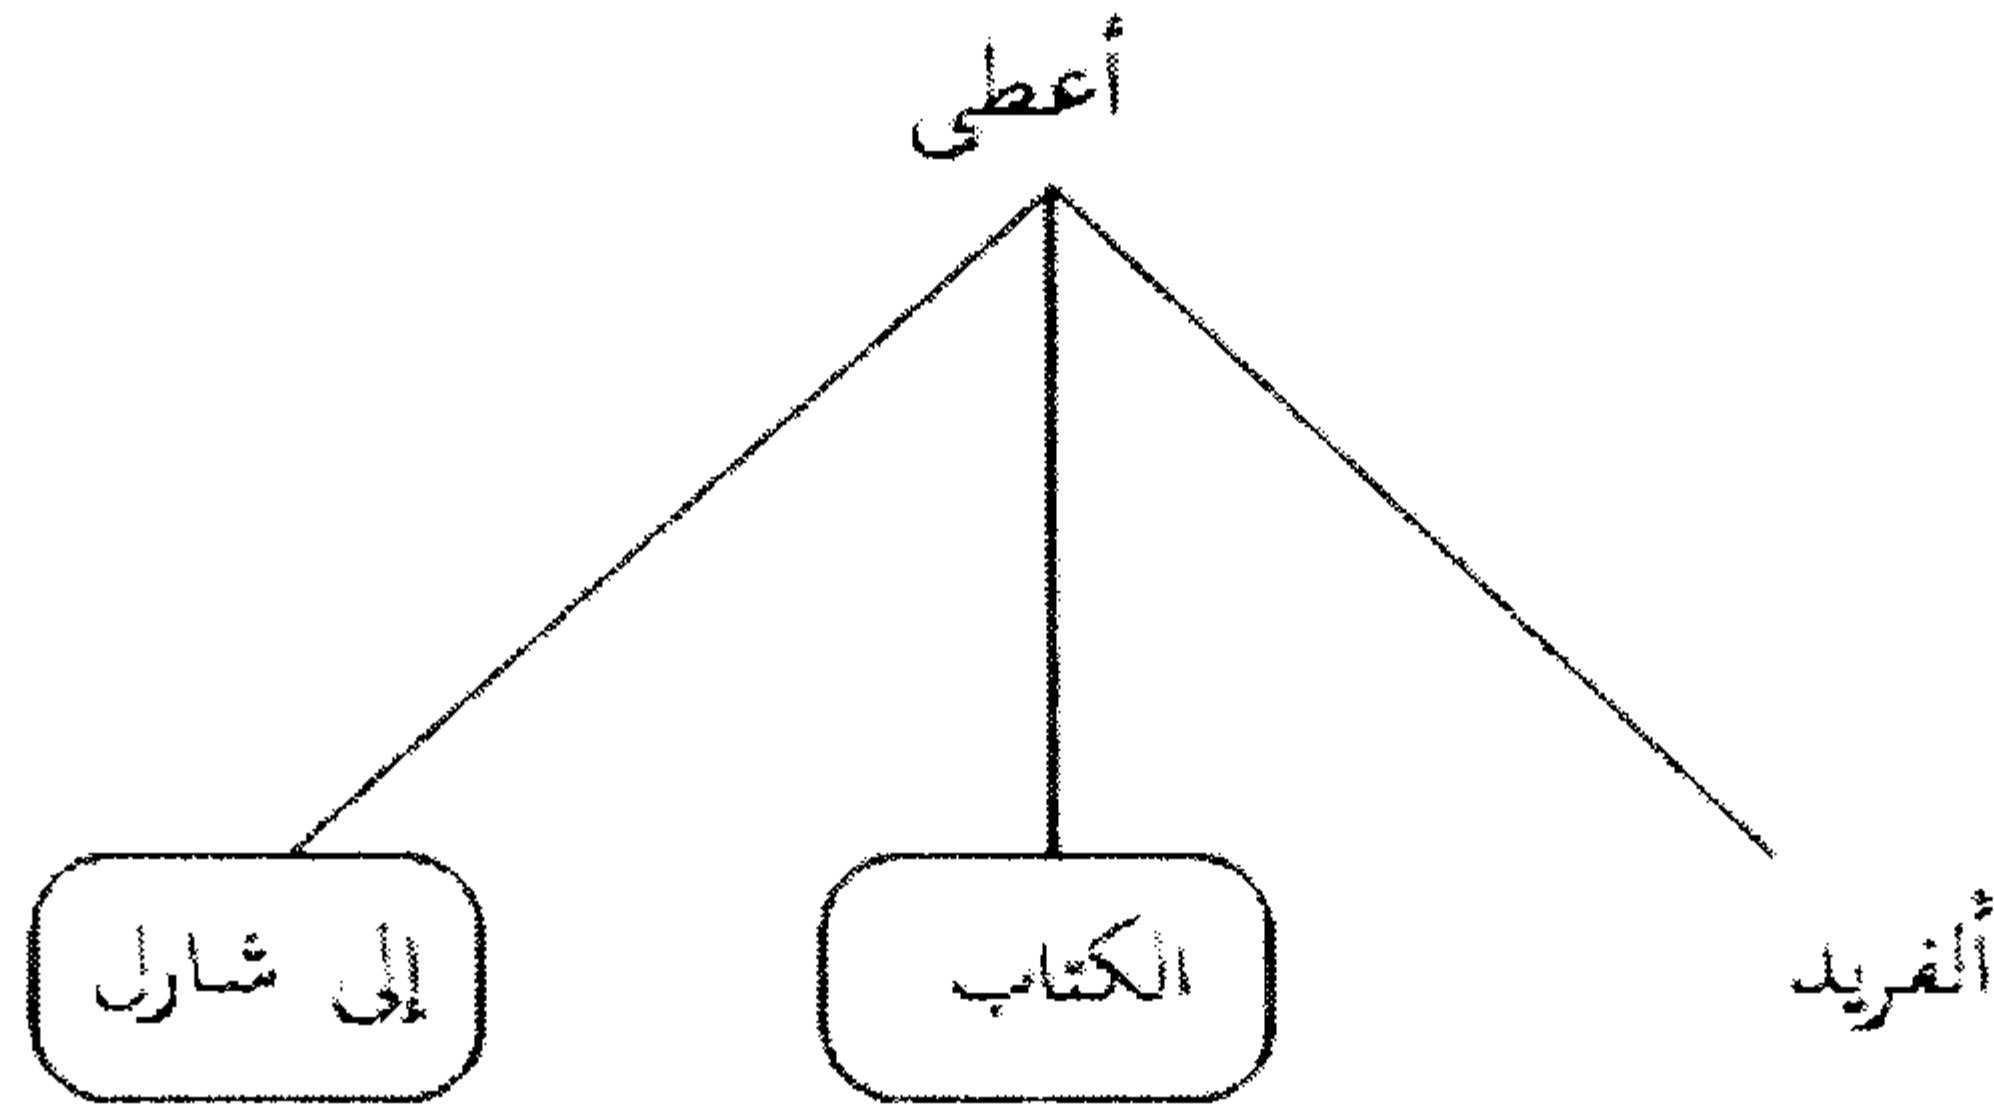 أعطى
ألفريد
الكتاب
إلى شارل